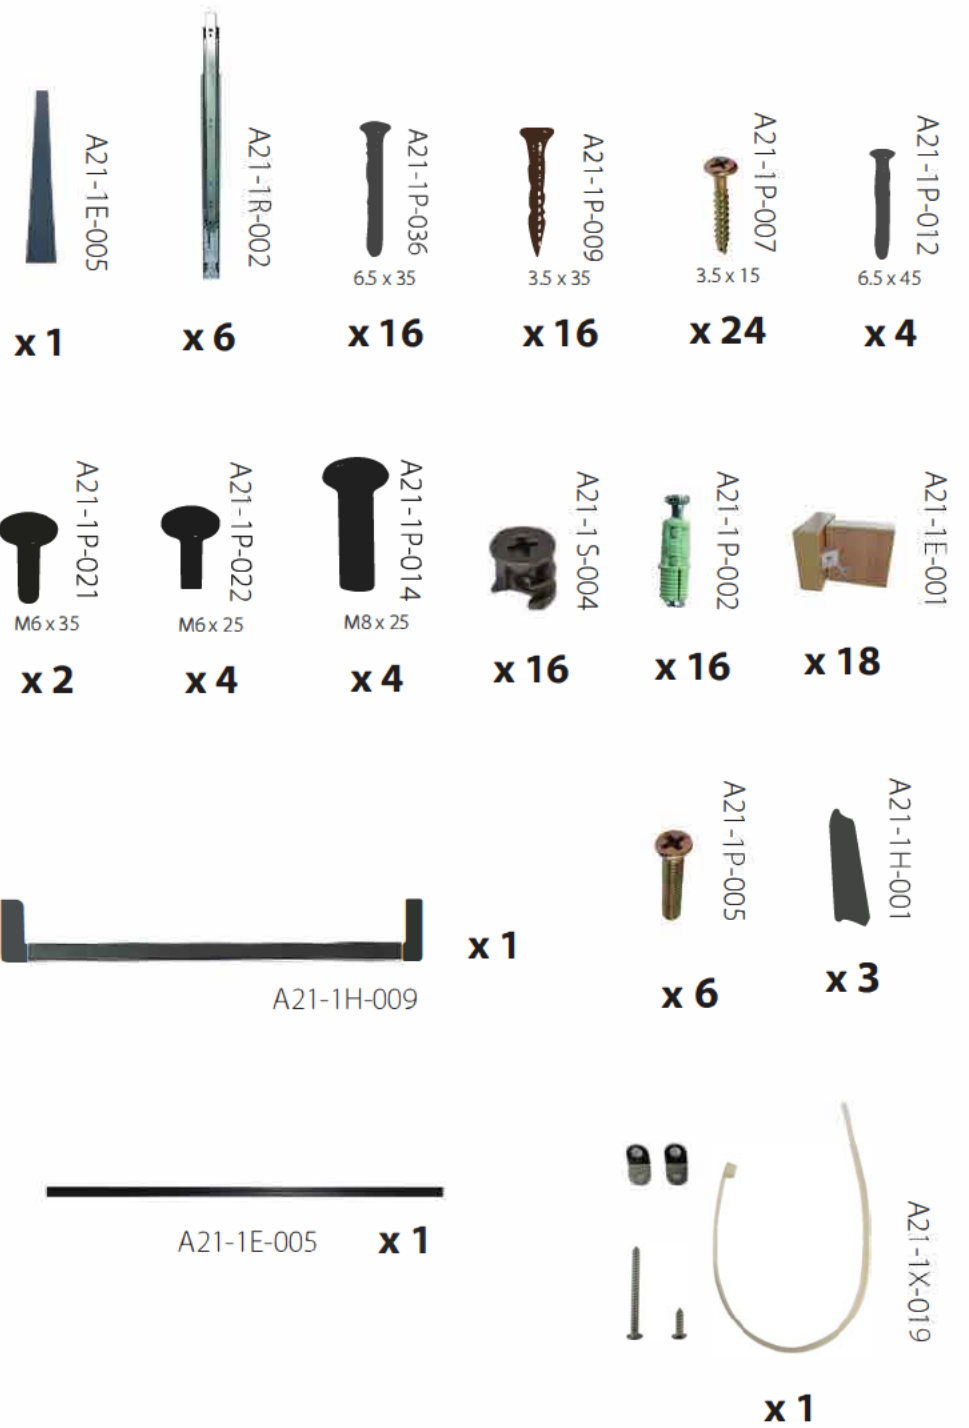 A21-1E-005
x 1
A21-1R-002
x 6
A21-1P-036
6.5 x 35
x 16
A21-1P-009
3.5 x 35
x 16
A21-1P-007
3.5 x 15
x 24
A21-1P-012
6.5 x 45
x 4
A21-1P-021
M6 x 35
x 2
A21-1P-022
M6 x 25
x 4
A21-1P-014
M8 x 25
x 4
A21-1S-004
x 16
A21-1P-002
x 16
A21-1E-001
x 18
x 1
A21-1H-009
A21-1P-005
x 6
A21-1H-001
x 3
A21-1E-005
x 1
A21-1X-019
x 1